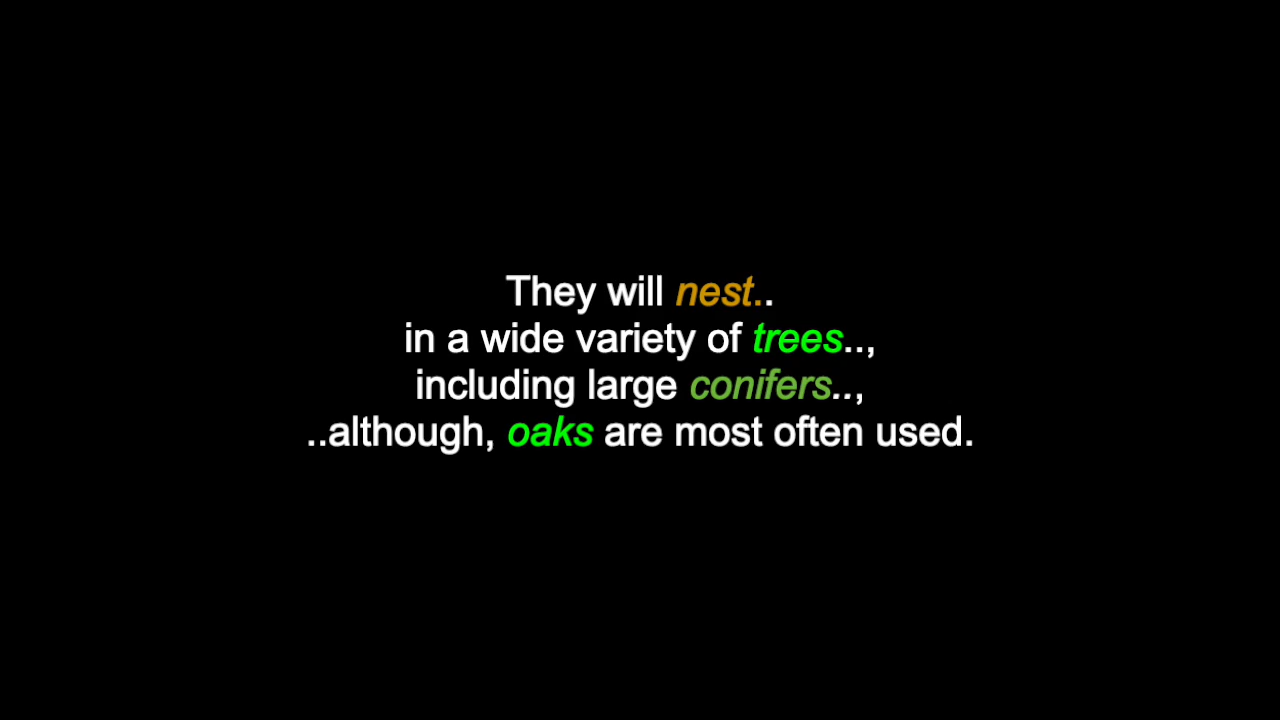 They will nest..
in a wide variety of trees..,
including large conifers..,
..although, oaks are most often used.